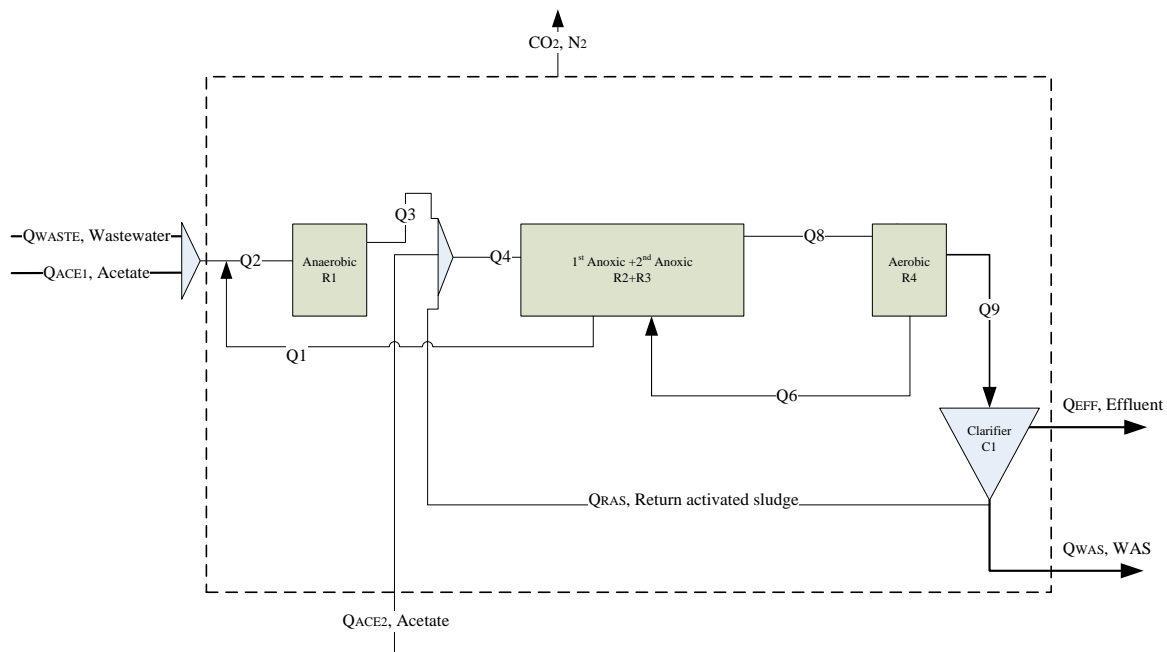 CO2, N2
QWASTE, Wastewater
QACE1, Acetate
Q2
Anaerobic
R1
Q3
Q4
1st Anoxic +2nd Anoxic
R2+R3
Q8
Aerobic
R4
Q9
Q1
Q6
Clarifier
C1
QEFF, Effluent
QRAS, Return activated sludge
QWAS, WAS
QACE2, Acetate